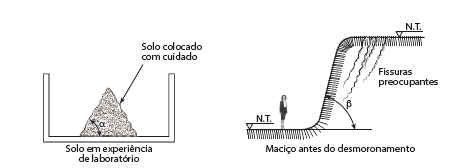 Solo colocado
com cuidado
α
Solo em experiência
de laboratório
N.T.
Fissuras
preocupantes
β
N.T.
Maciço antes do desmoronamento